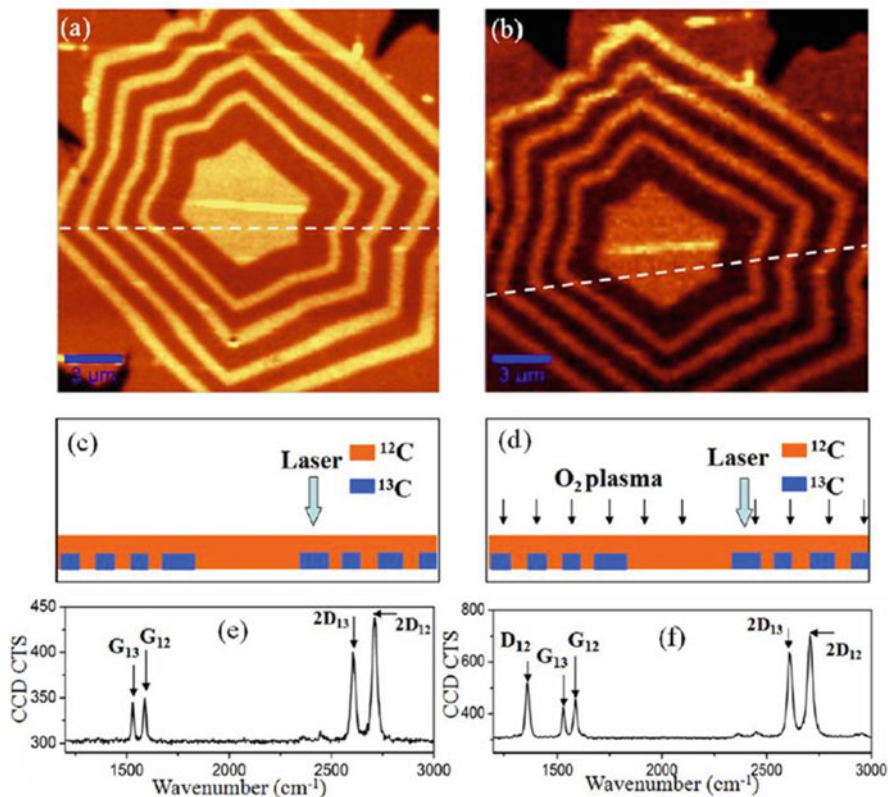 (a)
3 μm
(b)
3 μm
(c)
¹²C
Laser
¹³C
(d)
¹²C
Laser
¹³C
O₂ plasma
(e)
CCD CTS
450
400
350
300
G₁₃
G₁₂
2D₁₃
2D₁₂
1500
2000
2500
3000
Wavenumber (cm⁻¹)
(f)
CCD CTS
800
600
400
D₁₂
G₁₃
G₁₂
2D₁₃
2D₁₂
1500
2000
2500
3000
Wavenumber (cm⁻¹)